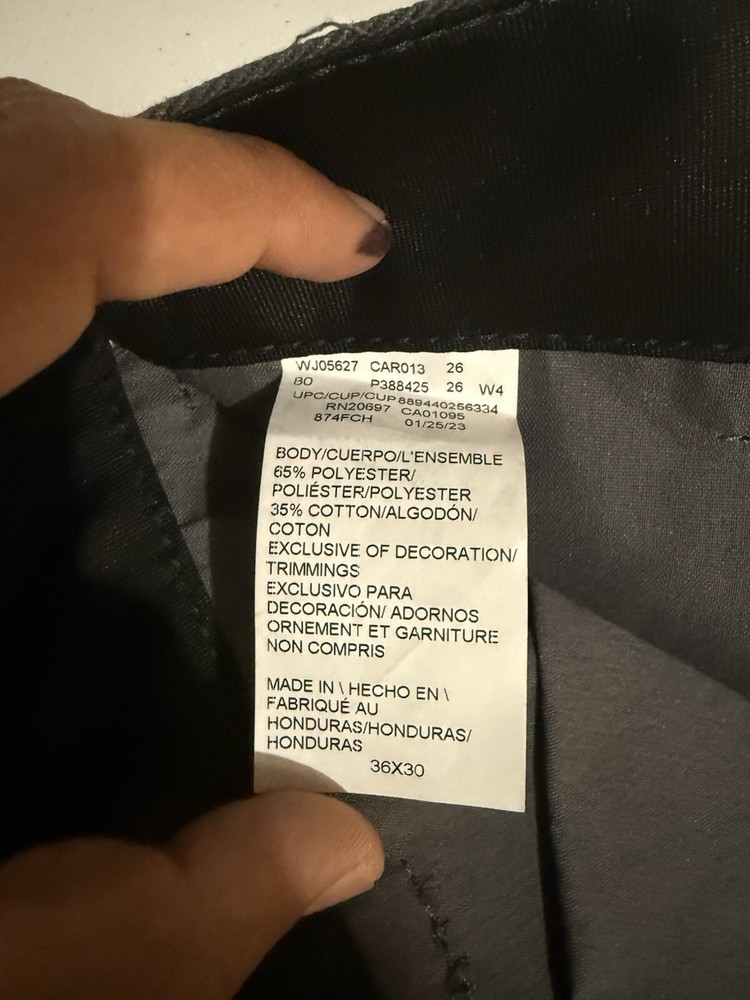 WJ05627 CAR013 26
BO P388425 26 W4
UPC/CUP/CUP889440256334
RN20697 CA01095
874FCH 01/25/23
BODY/CUERPO/L'ENSEMBLE
65% POLYESTER/
POLIÉSTER/POLYESTER
35% COTTON/ALGODÓN/
COTON
EXCLUSIVE OF DECORATION/
TRIMMINGS
EXCLUSIVO PARA
DECORACIÓN/ ADORNOS
ORNEMENT ET GARNITURE
NON COMPRIS
MADE IN \ HECHO EN \
FABRIQUÉ AU
HONDURAS/HONDURAS/
HONDURAS
36X30